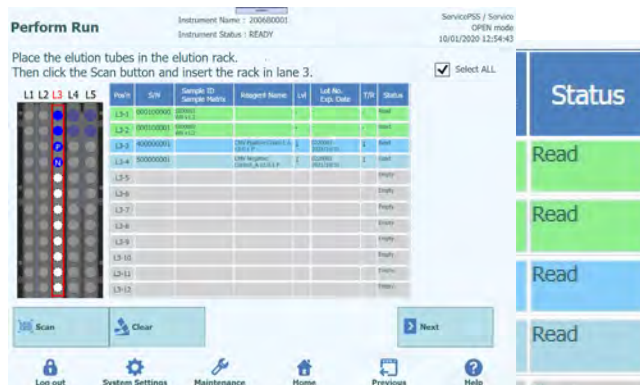 Perform Run
Instrument Name : 200680001
Instrument Status : READY
ServicePSS / Service
OPEN mode
10/01/2020 12:54:43
Place the elution tubes in the elution rack.
Then click the Scan button and insert the rack in lane 3.
Select ALL
L1 L2 L3 L4 L5
Pos'n S/N Sample ID Sample Matrix Reagent Name Lvl Lot No. Exp. Date T/R Status
L3-1 000100001 Read
L3-2 000100001 Read
L3-3 400000001 Read
L3-4 500000001 Read
L3-5 Empty
L3-6 Empty
L3-7 Empty
L3-8 Empty
L3-9 Empty
L3-10 Empty
L3-11 Empty
L3-12 Empty
P
N
Scan
Clear
Next
Log out
System Settings
Maintenance
Home
Previous
Help
Status
Read
Read
Read
Read